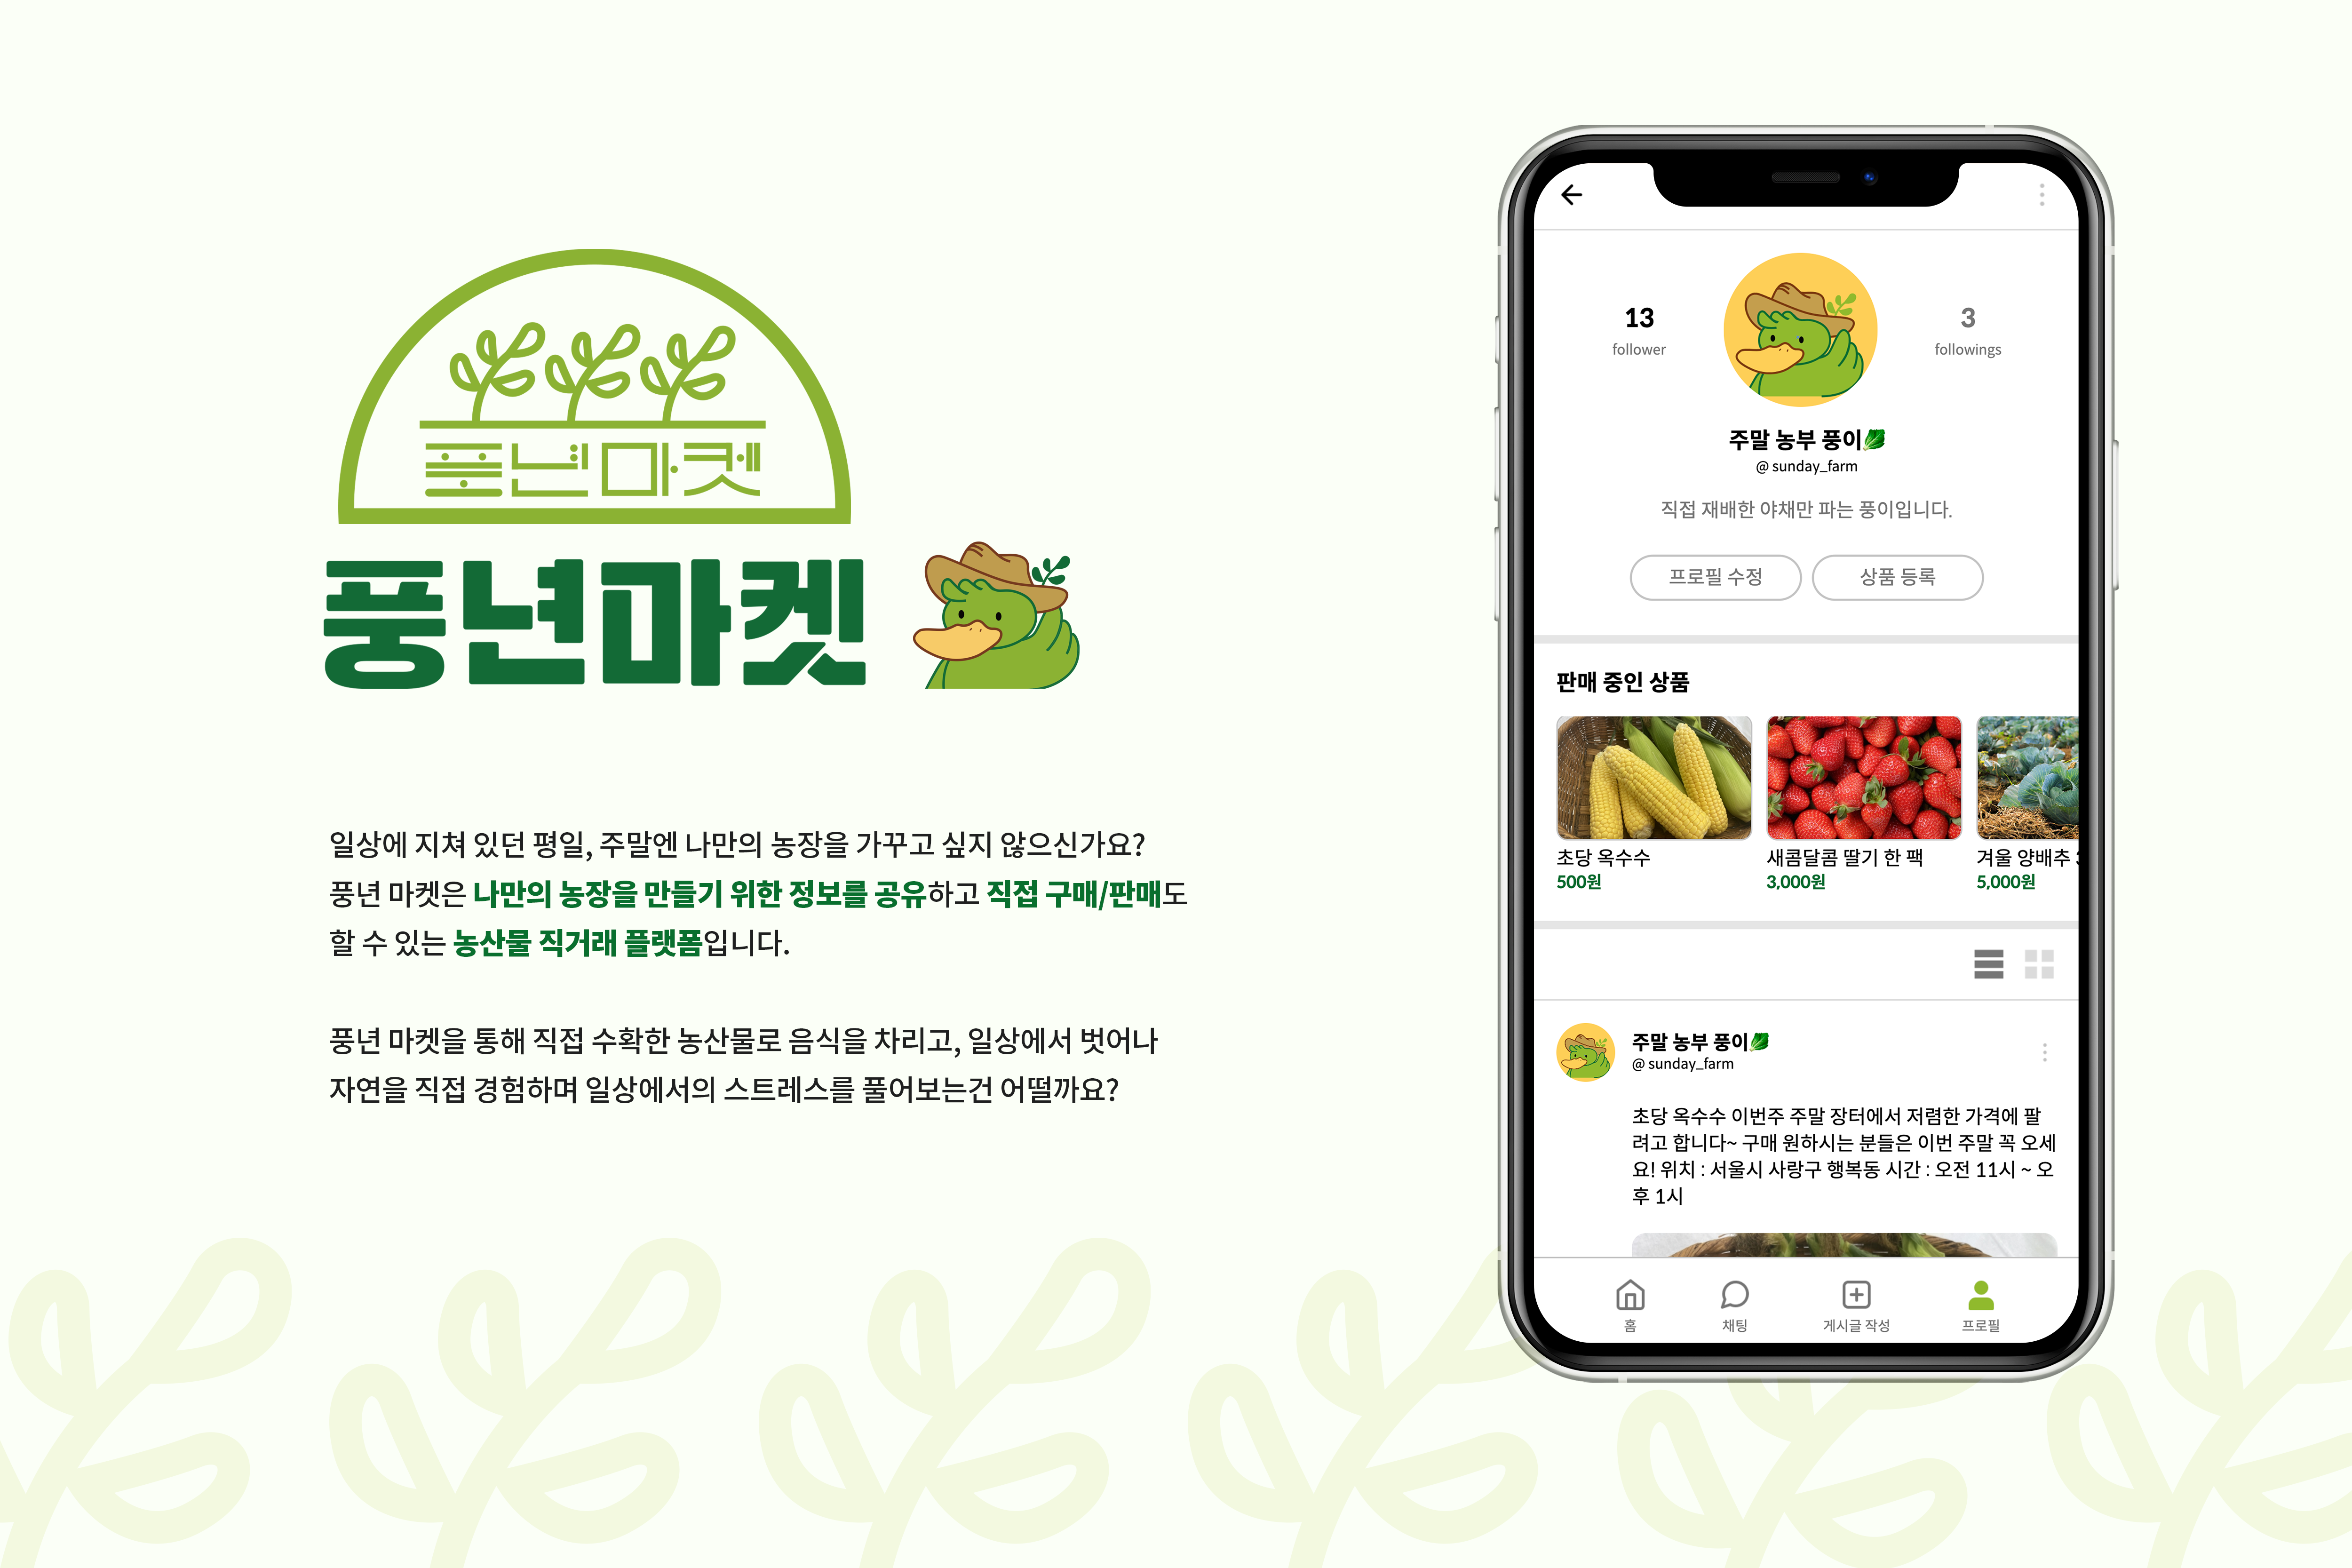 풍년마켓
풍년마켓
일상에 지쳐 있던 평일, 주말엔 나만의 농장을 가꾸고 싶지 않으신가요?
풍년 마켓은 나만의 농장을 만들기 위한 정보를 공유하고 직접 구매/판매도
할 수 있는 농산물 직거래 플랫폼입니다.
풍년 마켓을 통해 직접 수확한 농산물로 음식을 차리고, 일상에서 벗어나
자연을 직접 경험하며 일상에서의 스트레스를 풀어보는건 어떨까요?
13
follower
3
followings
주말 농부 풍이🥬
@ sunday_farm
직접 재배한 야채만 파는 풍이입니다.
프로필 수정
상품 등록
판매 중인 상품
초당 옥수수
500원
새콤달콤 딸기 한 팩
3,000원
겨울 양배추
5,000원
주말 농부 풍이🥬
@ sunday_farm
초당 옥수수 이번주 주말 장터에서 저렴한 가격에 팔
려고 합니다~ 구매 원하시는 분들은 이번 주말 꼭 오세
요! 위치 : 서울시 사랑구 행복동 시간 : 오전 11시 ~ 오
후 1시
홈
채팅
게시글 작성
프로필